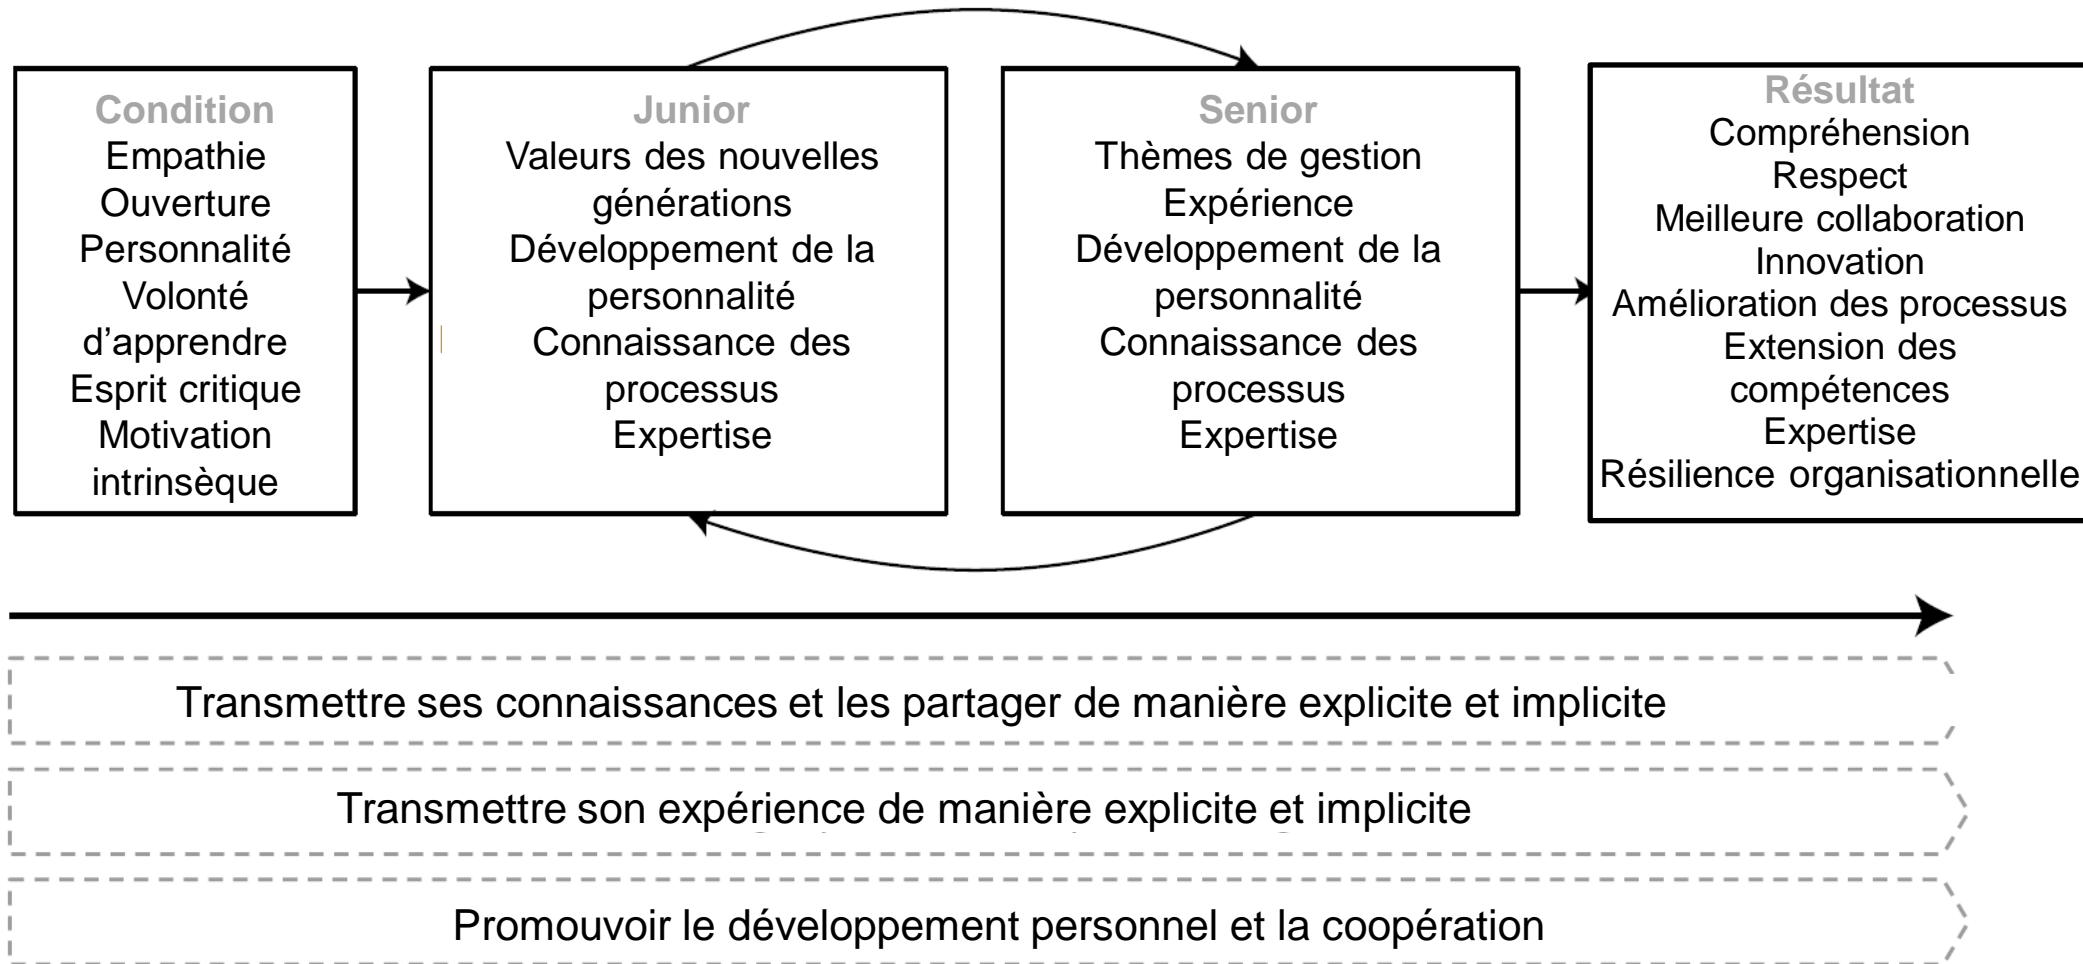 Condition
Empathie
Ouverture
Personnalité
Volonté
d’apprendre
Esprit critique
Motivation
intrinsèque
Junior
Valeurs des nouvelles
générations
Développement de la
personnalité
Connaissance des
processus
Expertise
Senior
Thèmes de gestion
Expérience
Développement de la
personnalité
Connaissance des
processus
Expertise
Résultat
Compréhension
Respect
Meilleure collaboration
Innovation
Amélioration des processus
Extension des
compétences
Expertise
Résilience organisationnelle
Transmettre ses connaissances et les partager de manière explicite et implicite
Transmettre son expérience de manière explicite et implicite
Promouvoir le développement personnel et la coopération